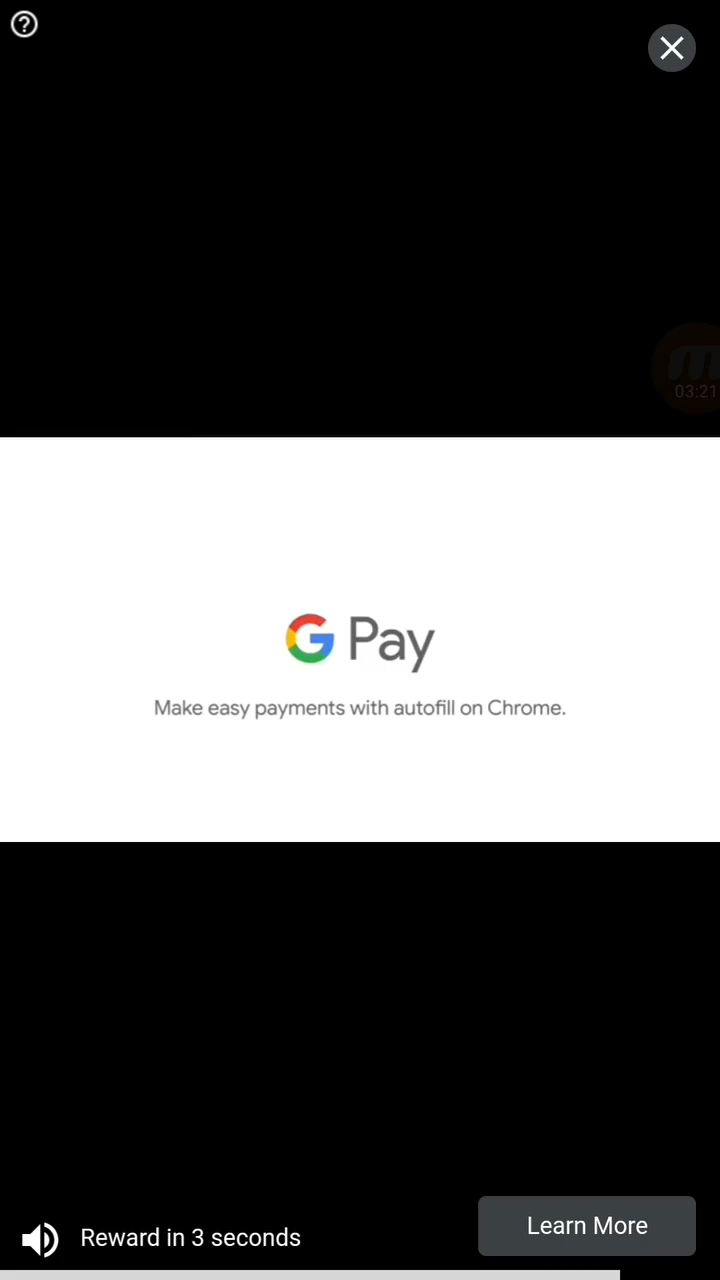 03:21
G Pay
Make easy payments with autofill on Chrome.
Learn More
Reward in 3 seconds